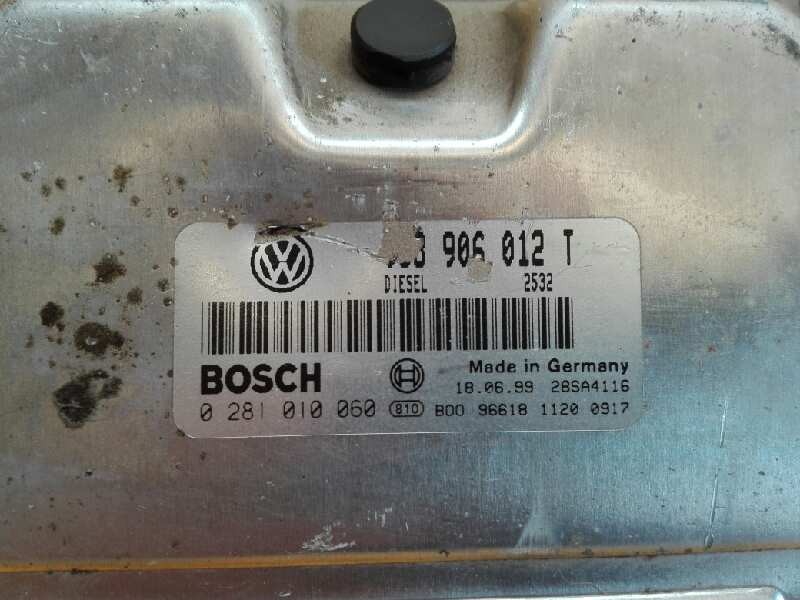 906 012 T
DIESEL 2532
BOSCH Made in Germany
18.06.99 28SA4116
0 281 010 060 810 B00 96618 1120 0917